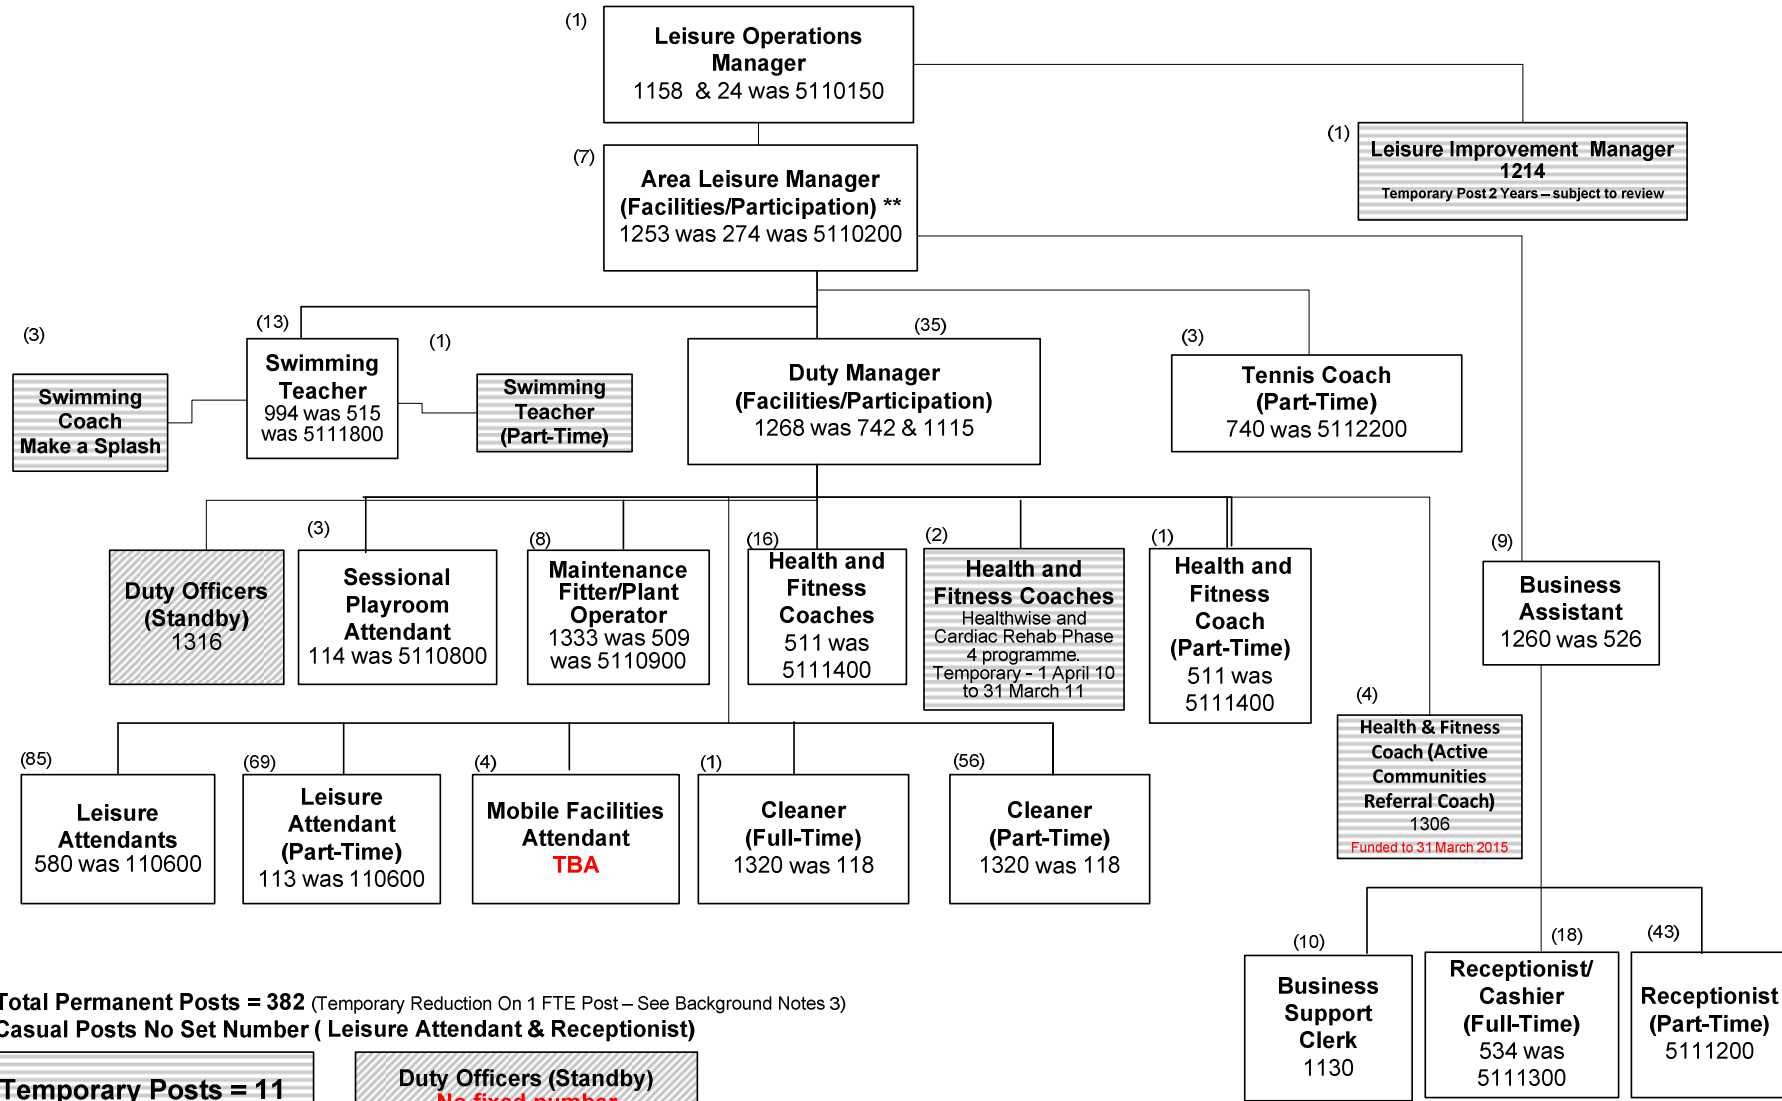 (1)
Leisure Operations
Manager
1158 & 24 was 5110150
(1)
Leisure Improvement Manager
1214
Temporary Post 2 Years – subject to review
(7)
Area Leisure Manager
(Facilities/Participation) **
1253 was 274 was 5110200
(3)
Swimming
Coach
Make a Splash
(13)
Swimming
Teacher
994 was 515
was 5111800
(1)
Swimming
Teacher
(Part-Time)
(35)
Duty Manager
(Facilities/Participation)
1268 was 742 & 1115
(3)
Tennis Coach
(Part-Time)
740 was 5112200
Duty Officers
(Standby)
1316
(3)
Sessional
Playroom
Attendant
114 was 5110800
(8)
Maintenance
Fitter/Plant
Operator
1333 was 509
was 5110900
(16)
Health and
Fitness
Coaches
511 was
5111400
(2)
Health and
Fitness Coaches
Healthwise and
Cardiac Rehab Phase
4 programme.
Temporary - 1 April 10
to 31 March 11
(1)
Health and
Fitness
Coach
(Part-Time)
511 was
5111400
(9)
Business
Assistant
1260 was 526
(4)
Health & Fitness
Coach (Active
Communities
Referral Coach)
1306
Funded to 31 March 2015
(85)
Leisure
Attendants
580 was 110600
(69)
Leisure
Attendant
(Part-Time)
113 was 110600
(4)
Mobile Facilities
Attendant
TBA
(1)
Cleaner
(Full-Time)
1320 was 118
(56)
Cleaner
(Part-Time)
1320 was 118
(10)
Business
Support
Clerk
1130
(18)
Receptionist/
Cashier
(Full-Time)
534 was
5111300
(43)
Receptionist
(Part-Time)
5111200
Total Permanent Posts = 382 (Temporary Reduction On 1 FTE Post – See Background Notes 3)
Casual Posts No Set Number ( Leisure Attendant & Receptionist)
Temporary Posts = 11
Duty Officers (Standby)
No fixed number